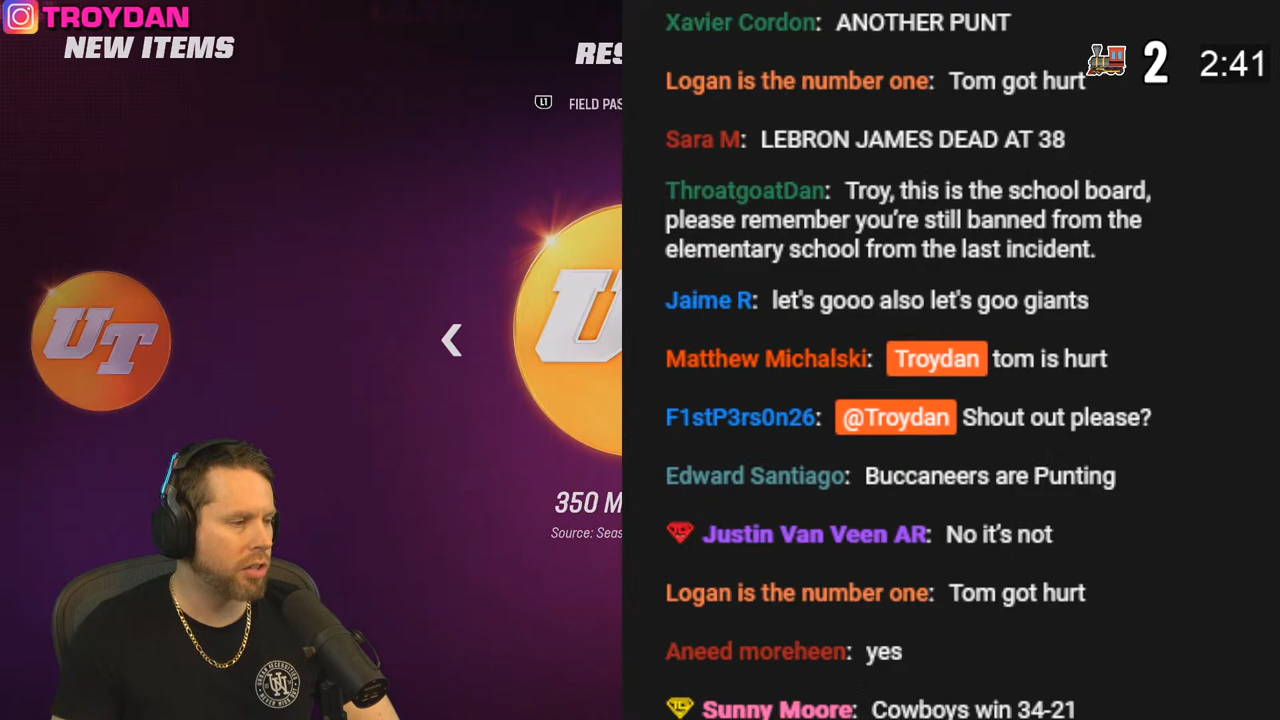 TROYDAN
NEW ITEMS
RES
LT FIELD PAS
UT
U
350 M
Source: Seas
Xavier Cordon: ANOTHER PUNT
2 2:41
Logan is the number one: Tom got hurt
Sara M: LEBRON JAMES DEAD AT 38
ThroatgoatDan: Troy, this is the school board,
please remember you’re still banned from the
elementary school from the last incident.
Jaime R: let's gooo also let's goo giants
Matthew Michalski: Troydan tom is hurt
F1stP3rs0n26: @Troydan Shout out please?
Edward Santiago: Buccaneers are Punting
Justin Van Veen AR: No it’s not
Logan is the number one: Tom got hurt
Aneed moreheen: yes
Sunny Moore: Cowboys win 34-21